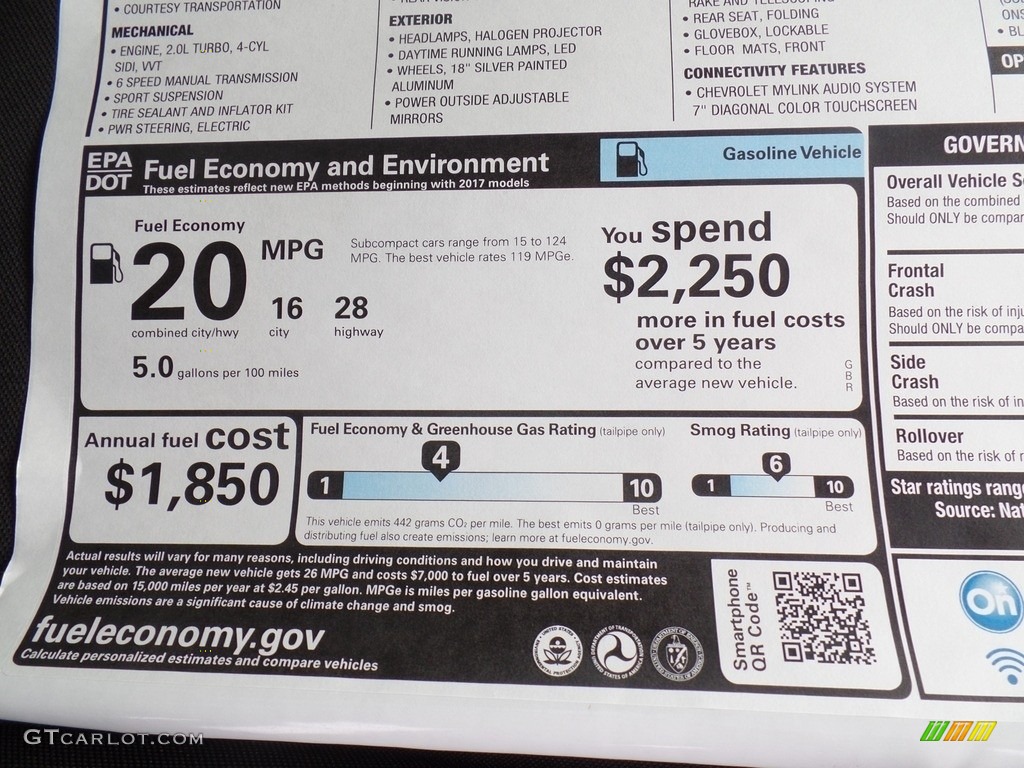 • COURTESY TRANSPORTATION
MECHANICAL
• ENGINE, 2.0L TURBO, 4-CYL
SIDI, VVT
• 6 SPEED MANUAL TRANSMISSION
• SPORT SUSPENSION
• TIRE SEALANT AND INFLATOR KIT
• PWR STEERING, ELECTRIC
EXTERIOR
• HEADLAMPS, HALOGEN PROJECTOR
• DAYTIME RUNNING LAMPS, LED
• WHEELS, 18" SILVER PAINTED
ALUMINUM
• POWER OUTSIDE ADJUSTABLE
MIRRORS
RAKE AND TELESCOPING
• REAR SEAT, FOLDING
• GLOVEBOX, LOCKABLE
• FLOOR MATS, FRONT
CONNECTIVITY FEATURES
• CHEVROLET MYLINK AUDIO SYSTEM
7" DIAGONAL COLOR TOUCHSCREEN
OP
EPA
DOT
Fuel Economy and Environment
These estimates reflect new EPA methods beginning with 2017 models
Gasoline Vehicle
Fuel Economy
20 MPG
combined city/hwy
16
city
28
highway
5.0 gallons per 100 miles
Subcompact cars range from 15 to 124
MPG. The best vehicle rates 119 MPGe.
You spend
$2,250
more in fuel costs
over 5 years
compared to the
average new vehicle.
G
B
R
Annual fuel cost
$1,850
Fuel Economy & Greenhouse Gas Rating (tailpipe only)
4
1 10
Best
Smog Rating (tailpipe only)
6
1 10
Best
This vehicle emits 442 grams CO₂ per mile. The best emits 0 grams per mile (tailpipe only). Producing and
distributing fuel also create emissions; learn more at fueleconomy.gov.
Actual results will vary for many reasons, including driving conditions and how you drive and maintain
your vehicle. The average new vehicle gets 26 MPG and costs $7,000 to fuel over 5 years. Cost estimates
are based on 15,000 miles per year at $2.45 per gallon. MPGe is miles per gasoline gallon equivalent.
Vehicle emissions are a significant cause of climate change and smog.
fueleconomy.gov
Calculate personalized estimates and compare vehicles
Smartphone
QR Code™
GOVERN
Overall Vehicle S
Based on the combined
Should ONLY be compar
Frontal
Crash
Based on the risk of inju
Should ONLY be compa
Side
Crash
Based on the risk of in
Rollover
Based on the risk of r
Star ratings range
Source: Nat
On
GTcarlot.com